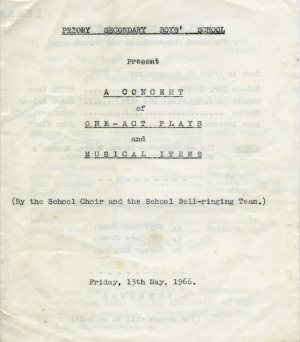 PRIORY SECONDARY BOYS' SCHOOL
Present
A CONCERT
of
ONE-ACT PLAYS
and
MUSICAL ITEMS
(By the School Choir and the School Bell-ringing Team.)
Friday, 13th May, 1966.